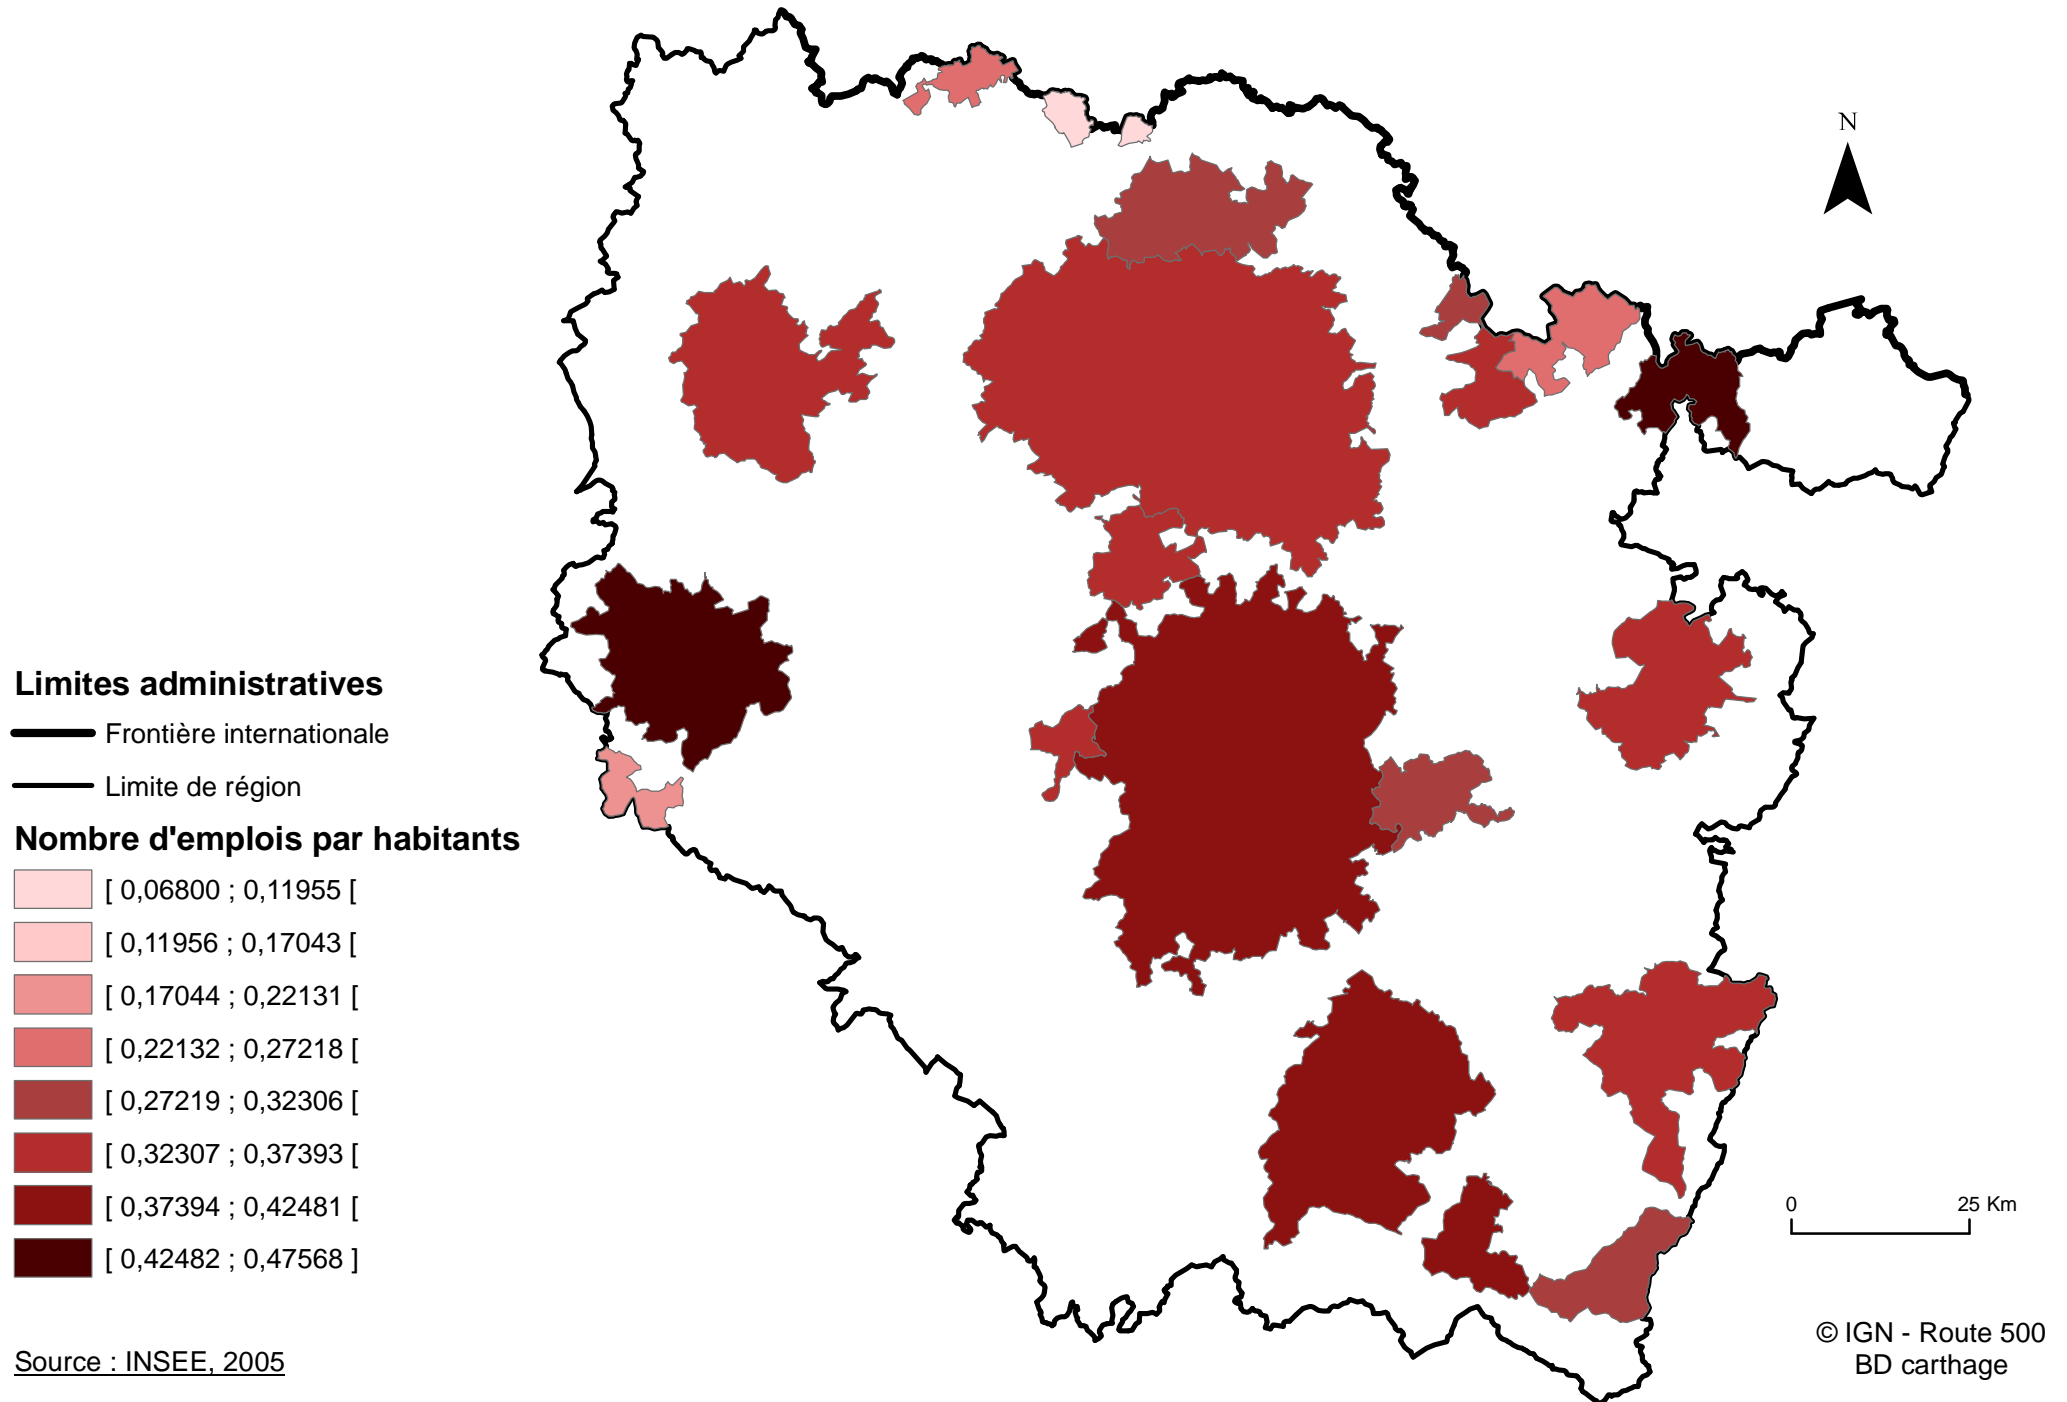 N
Limites administratives
Frontière internationale
Limite de région
Nombre d'emplois par habitants
[ 0,06800 ; 0,11955 [
[ 0,11956 ; 0,17043 [
[ 0,17044 ; 0,22131 [
[ 0,22132 ; 0,27218 [
[ 0,27219 ; 0,32306 [
[ 0,32307 ; 0,37393 [
[ 0,37394 ; 0,42481 [
[ 0,42482 ; 0,47568 ]
0 25 Km
Source : INSEE, 2005
© IGN - Route 500
BD carthage